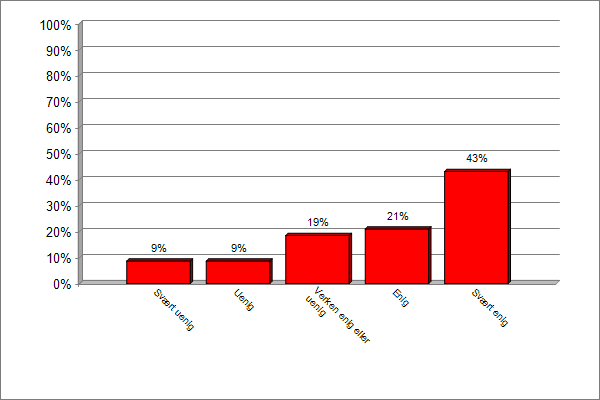 100%
90%
80%
70%
60%
50%
40%
30%
20%
10%
0%
9%
9%
19%
21%
43%
Svært uenig
Uenig
Verken enig eller
uenig
Enig
Svært enig